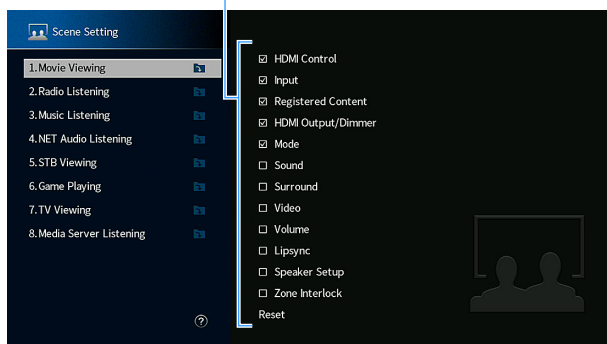 Scene Setting
1.Movie Viewing
2.Radio Listening
3.Music Listening
4.NET Audio Listening
5.STB Viewing
6.Game Playing
7.TV Viewing
8.Media Server Listening
?
HDMI Control
Input
Registered Content
HDMI Output/Dimmer
Mode
Sound
Surround
Video
Volume
Lipsync
Speaker Setup
Zone Interlock
Reset